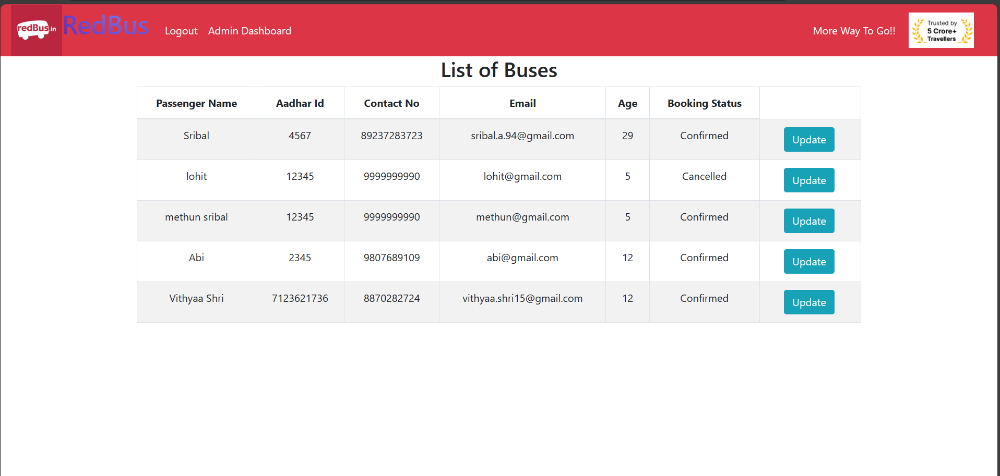 redBus.in RedBus Logout Admin Dashboard More Way To Go!!
Trusted by
5 Crore+
Travellers
List of Buses
Passenger Name Aadhar Id Contact No Email Age Booking Status
Sribal 4567 89237283723 sribal.a.94@gmail.com 29 Confirmed Update
lohit 12345 9999999990 lohit@gmail.com 5 Cancelled Update
methun sribal 12345 9999999990 methun@gmail.com 5 Confirmed Update
Abi 2345 9807689109 abi@gmail.com 12 Confirmed Update
Vithyaa Shri 7123621736 8870282724 vithyaa.shri15@gmail.com 12 Confirmed Update